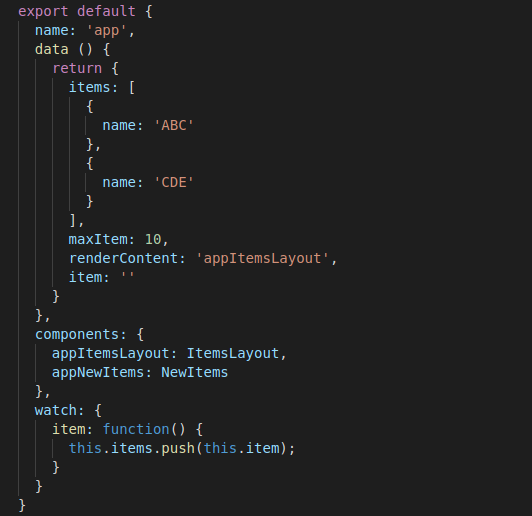 export default {
name: 'app',
data () {
return {
items: [
{
name: 'ABC'
},
{
name: 'CDE'
}
],
maxItem: 10,
renderContent: 'appItemsLayout',
item: ''
}
},
components: {
appItemsLayout: ItemsLayout,
appNewItems: NewItems
},
watch: {
item: function() {
this.items.push(this.item);
}
}
}